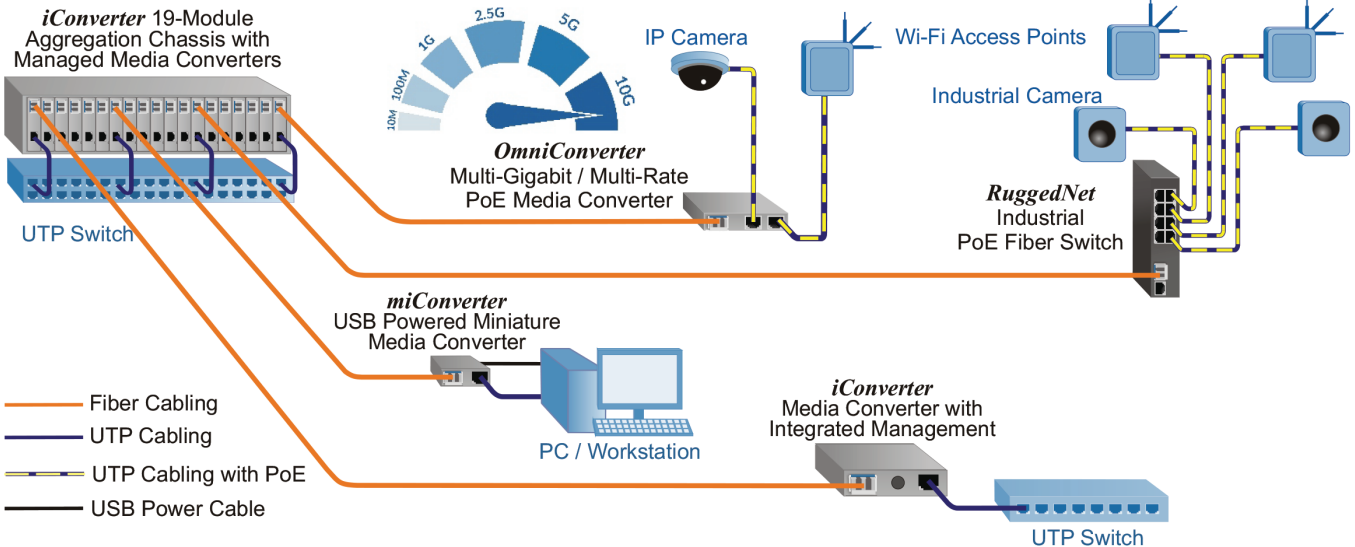 iConverter 19-Module
Aggregation Chassis with
Managed Media Converters
UTP Switch
10M
100M
1G
2.5G
5G
10G
OmniConverter
Multi-Gigabit / Multi-Rate
PoE Media Converter
IP Camera
Wi-Fi Access Points
Industrial Camera
RuggedNet
Industrial
PoE Fiber Switch
miConverter
USB Powered Miniature
Media Converter
PC / Workstation
iConverter
Media Converter with
Integrated Management
UTP Switch
Fiber Cabling
UTP Cabling
UTP Cabling with PoE
USB Power Cable